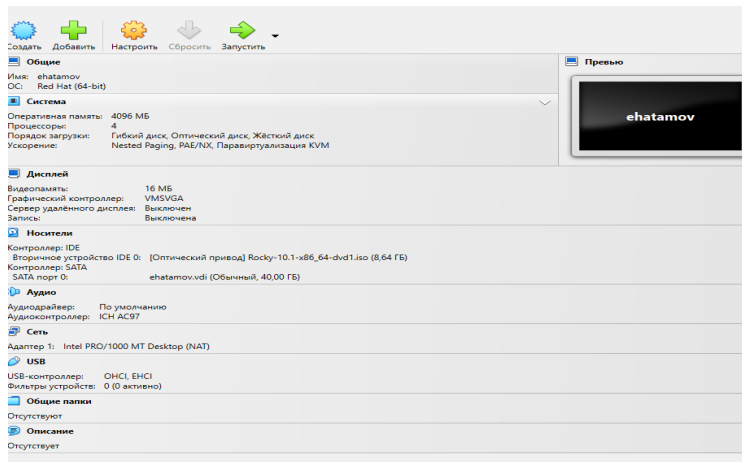 Создать Добавить Настроить Сбросить Запустить
Общие
Имя: ehatamov
ОС: Red Hat (64-bit)
Система
Оперативная память: 4096 МБ
Процессоры: 4
Порядок загрузки: Гибкий диск, Оптический диск, Жёсткий диск
Ускорение: Nested Paging, PAE/NX, Паравиртуализация KVM
Превью
ehatamov
Дисплей
Видеопамять: 16 МБ
Графический контроллер: VMSVGA
Сервер удалённого дисплея: Выключен
Запись: Выключена
Носители
Контроллер: IDE
Вторичное устройство IDE 0: [Оптический привод] Rocky-10.1-x86_64-dvd1.iso (8,64 ГБ)
Контроллер: SATA
SATA порт 0: ehatamov.vdi (Обычный, 40,00 ГБ)
Аудио
Аудиодрайвер: По умолчанию
Аудиоконтроллер: ICH AC97
Сеть
Адаптер 1: Intel PRO/1000 MT Desktop (NAT)
USB
USB-контроллер: OHCI, EHCI
Фильтры устройств: 0 (0 активно)
Общие папки
Отсутствуют
Описание
Отсутствует